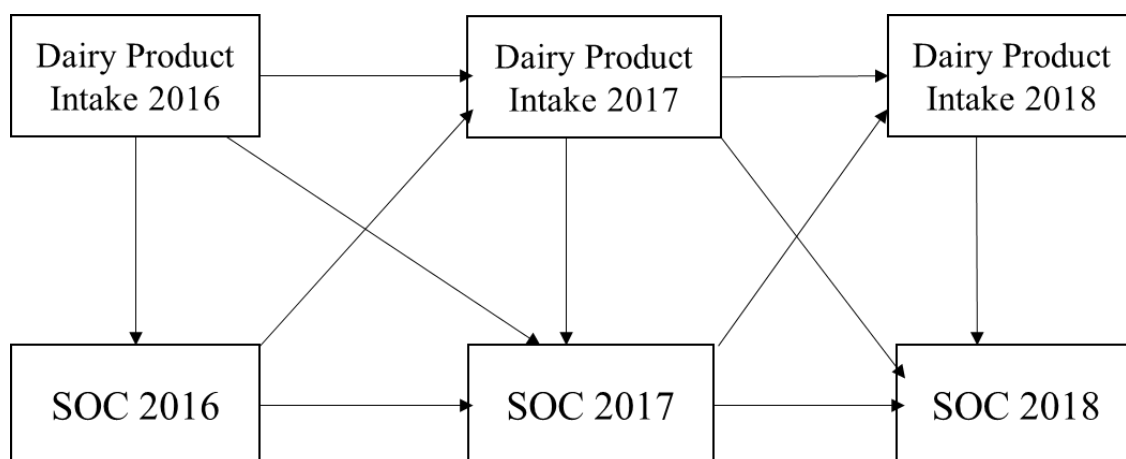 Dairy Product
Intake 2016
Dairy Product
Intake 2017
Dairy Product
Intake 2018
SOC 2016
SOC 2017
SOC 2018